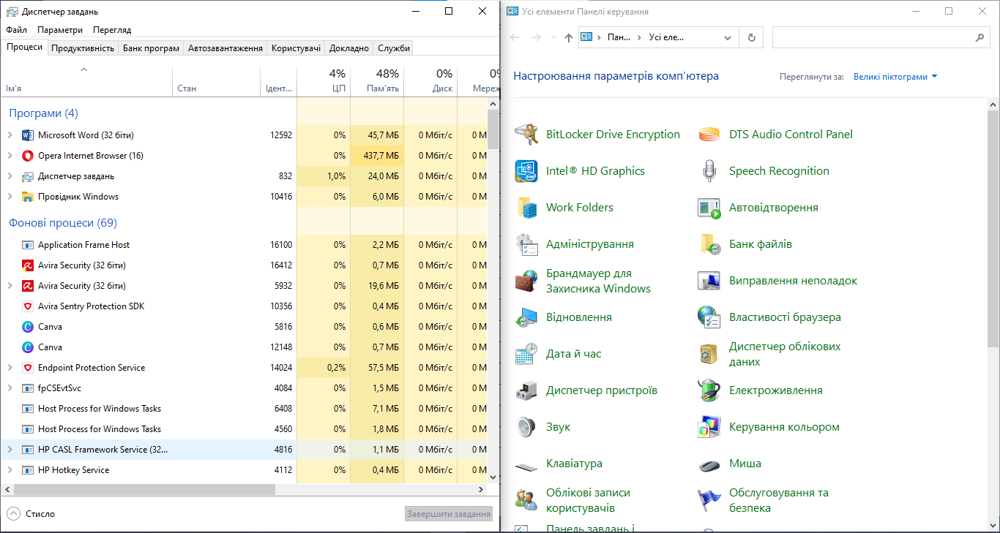 Диспетчер завдань
Файл Параметри Перегляд
Процеси Продуктивність Банк програм Автозавантаження Користувачі Докладно Служби
4% 48% 0% 0%
Ім'я Стан Ідент... ЦП Пам'ять Диск Мереж
Програми (4)
Microsoft Word (32 біти) 12592 0% 45,7 МБ 0 Мбіт/с 0 М
Opera Internet Browser (16) 0% 437,7 МБ 0 Мбіт/с 0 М
Диспетчер завдань 832 1,0% 24,0 МБ 0 Мбіт/с 0 М
Провідник Windows 10416 0% 6,0 МБ 0 Мбіт/с 0 М
Фонові процеси (69)
Application Frame Host 16100 0% 2,2 МБ 0 Мбіт/с 0 М
Avira Security (32 біти) 16412 0% 0,7 МБ 0 Мбіт/с 0 М
Avira Security (32 біти) 5932 0% 19,6 МБ 0 Мбіт/с 0 М
Avira Sentry Protection SDK 10356 0% 0,4 МБ 0 Мбіт/с 0 М
Canva 5816 0% 0,6 МБ 0 Мбіт/с 0 М
Canva 12148 0% 0,7 МБ 0 Мбіт/с 0 М
Endpoint Protection Service 14024 0,2% 57,5 МБ 0 Мбіт/с 0 М
fpCSEvtSvc 4084 0% 1,5 МБ 0 Мбіт/с 0 М
Host Process for Windows Tasks 6408 0% 7,1 МБ 0 Мбіт/с 0 М
Host Process for Windows Tasks 4560 0% 1,8 МБ 0 Мбіт/с 0 М
HP CASL Framework Service (32... 4816 0% 1,1 МБ 0 Мбіт/с 0 М
HP Hotkey Service 4112 0% 0,4 МБ 0 Мбіт/с 0 М
Стисло Завершити завдання
Усі елементи Панелі керування
Пан... Усі еле...
Настроювання параметрів комп’ютера Переглянути за: Великі піктограми
BitLocker Drive Encryption DTS Audio Control Panel
Intel® HD Graphics Speech Recognition
Work Folders Автовідтворення
Адміністрування Банк файлів
Брандмауер для
Захисника Windows Виправлення неполадок
Відновлення Властивості браузера
Дата й час Диспетчер облікових
даних
Диспетчер пристроїв Електроживлення
Звук Керування кольором
Клавіатура Миша
Облікові записи
користувачів Обслуговування та
безпека
Панель завдань і